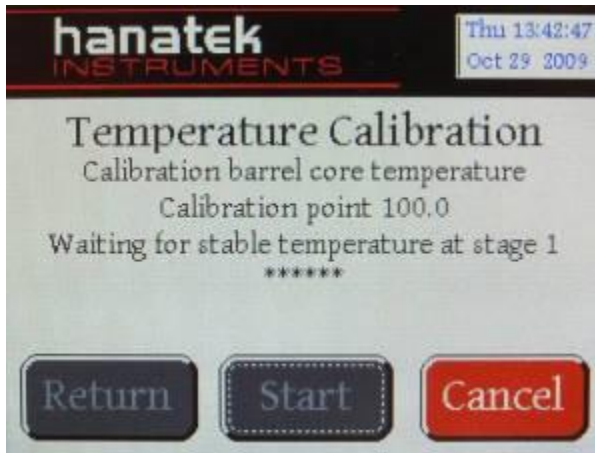 hanatek
INSTRUMENTS
Thu 13:42:47
Oct 29 2009
Temperature Calibration
Calibration barrel core temperature
Calibration point 100.0
Waiting for stable temperature at stage 1
******
Return
Start
Cancel